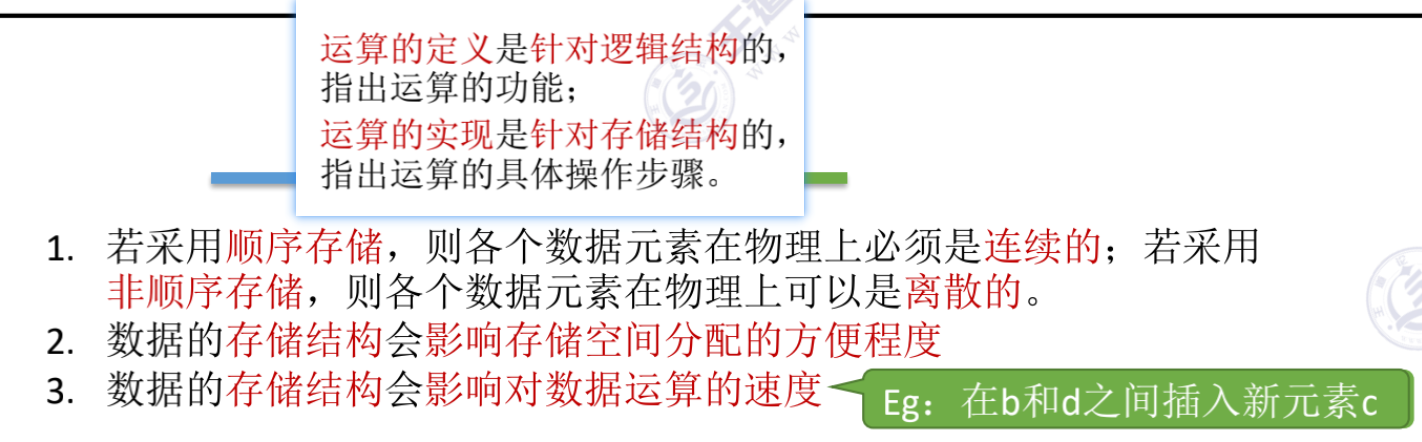 运算的定义是针对逻辑结构的，
指出运算的功能；
运算的实现是针对存储结构的，
指出运算的具体操作步骤。
1. 若采用顺序存储，则各个数据元素在物理上必须是连续的；若采用
非顺序存储，则各个数据元素在物理上可以是离散的。
2. 数据的存储结构会影响存储空间分配的方便程度
3. 数据的存储结构会影响对数据运算的速度
Eg：在b和d之间插入新元素c